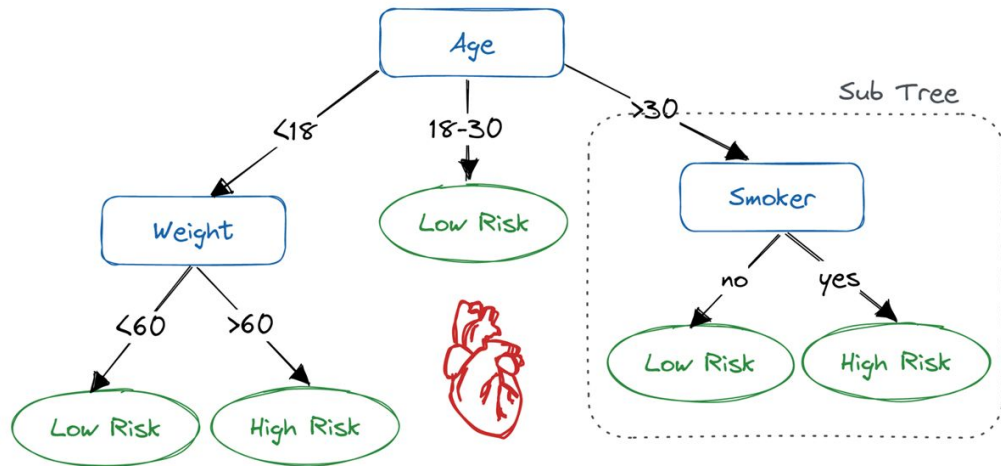 Age
Sub Tree
<18
18-30
>30
Weight
Low Risk
Smoker
<60
>60
no
yes
Low Risk
High Risk
Low Risk
High Risk